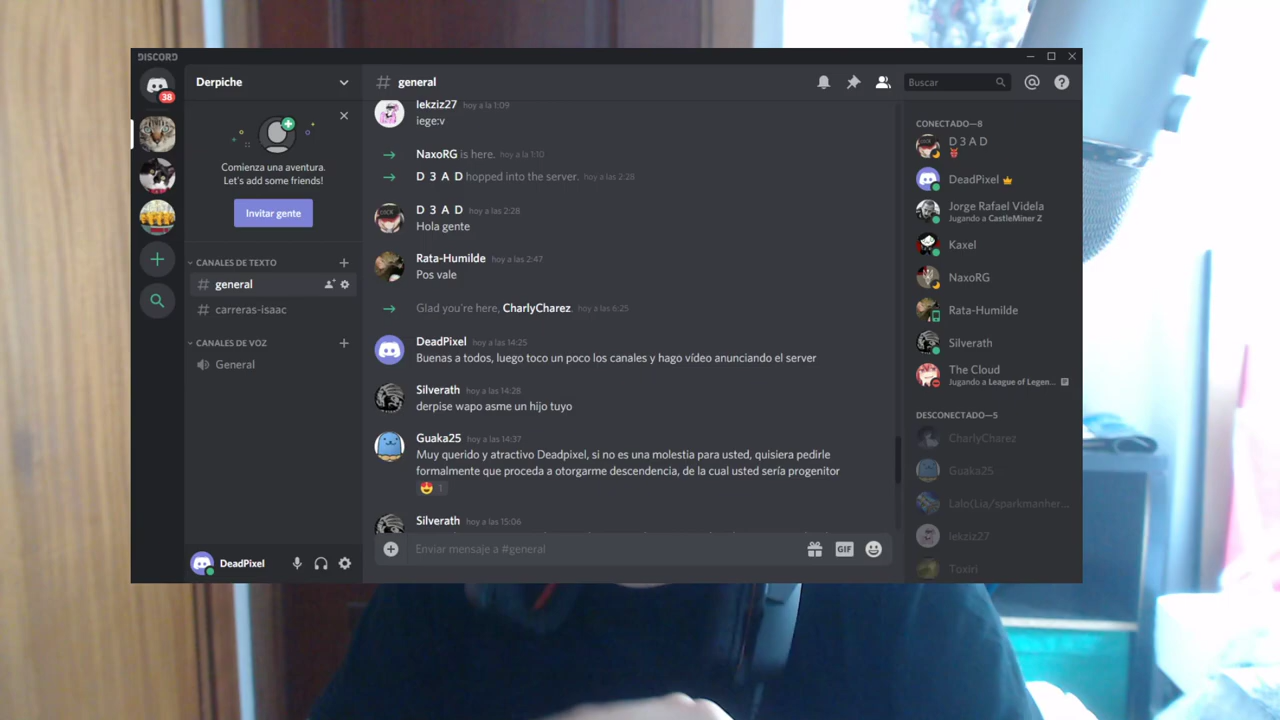 DISCORD
38
Derpiche
Comienza una aventura.
Let's add some friends!
Invitar gente
CANALES DE TEXTO
general
carreras-isaac
CANALES DE VOZ
General
DeadPixel
# general
Buscar
lekziz27 hoy a la 1:09
iege:v
NaxoRG is here. hoy a la 1:10
D 3 A D hopped into the server. hoy a las 2:28
D 3 A D hoy a las 2:28
Hola gente
Rata-Humilde hoy a las 2:47
Pos vale
Glad you're here, CharlyCharez. hoy a las 6:25
DeadPixel hoy a las 14:25
Buenas a todos, luego toco un poco los canales y hago vídeo anunciando el server
Silverath hoy a las 14:28
derpise wapo asme un hijo tuyo
Guaka25 hoy a las 14:37
Muy querido y atractivo Deadpixel, si no es una molestia para usted, quisiera pedirle
formalmente que proceda a otorgarme descendencia, de la cual usted sería progenitor
1
Silverath hoy a las 15:06
Enviar mensaje a #general
GIF
CONECTADO—8
D 3 A D
DeadPixel
Jorge Rafael Videla
Jugando a CastleMiner Z
Kaxel
NaxoRG
Rata-Humilde
Silverath
The Cloud
Jugando a League of Legen...
DESCONECTADO—5
CharlyCharez
Guaka25
Lalo(Lia/sparkmanher...
lekziz27
Toxiri